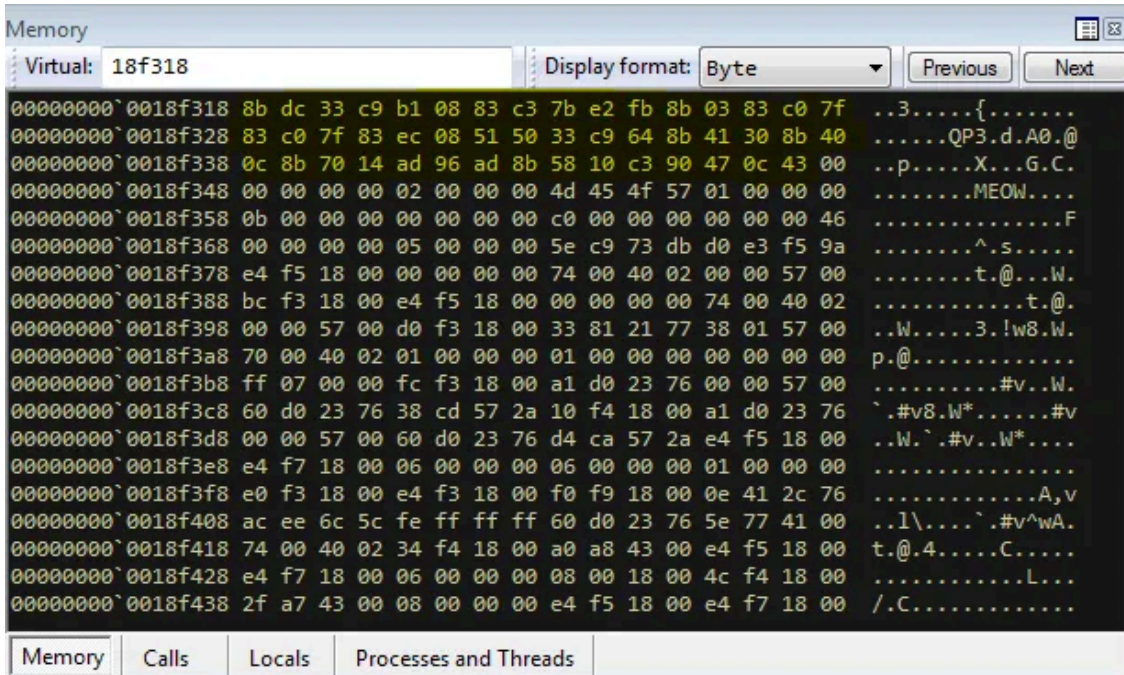 Memory
Virtual: 18f318 Display format: Byte Previous Next
00000000`0018f318 8b dc 33 c9 b1 08 83 c3 7b e2 fb 8b 03 83 c0 7f ..3.....{.......
00000000`0018f328 83 c0 7f 83 ec 08 51 50 33 c9 64 8b 41 30 8b 40 ......QP3.d.A0.@
00000000`0018f338 0c 8b 70 14 ad 96 ad 8b 58 10 c3 90 47 0c 43 00 ..p.....X...G.C.
00000000`0018f348 00 00 00 00 02 00 00 00 4d 45 4f 57 01 00 00 00 ........MEOW....
00000000`0018f358 0b 00 00 00 00 00 00 00 c0 00 00 00 00 00 00 46 ...............F
00000000`0018f368 00 00 00 00 05 00 00 00 5e c9 73 db d0 e3 f5 9a ........^.s.....
00000000`0018f378 e4 f5 18 00 00 00 00 00 74 00 40 02 00 00 57 00 ........t.@...W.
00000000`0018f388 bc f3 18 00 e4 f5 18 00 00 00 00 00 74 00 40 02 ............t.@.
00000000`0018f398 00 00 57 00 d0 f3 18 00 33 81 21 77 38 01 57 00 ..W.....3.!w8.W.
00000000`0018f3a8 70 00 40 02 01 00 00 00 01 00 00 00 00 00 00 00 p.@.............
00000000`0018f3b8 ff 07 00 00 fc f3 18 00 a1 d0 23 76 00 00 57 00 ..........#v..W.
00000000`0018f3c8 60 d0 23 76 38 cd 57 2a 10 f4 18 00 a1 d0 23 76 `.#v8.W*......#v
00000000`0018f3d8 00 00 57 00 60 d0 23 76 d4 ca 57 2a e4 f5 18 00 ..W.`.#v..W*....
00000000`0018f3e8 e4 f7 18 00 06 00 00 00 06 00 00 00 01 00 00 00 ................
00000000`0018f3f8 e0 f3 18 00 e4 f3 18 00 f0 f9 18 00 0e 41 2c 76 .............A,v
00000000`0018f408 ac ee 6c 5c fe ff ff ff 60 d0 23 76 5e 77 41 00 ..l\....`.#v^wA.
00000000`0018f418 74 00 40 02 34 f4 18 00 a0 a8 43 00 e4 f5 18 00 t.@.4.....C.....
00000000`0018f428 e4 f7 18 00 06 00 00 00 08 00 18 00 4c f4 18 00 ............L...
00000000`0018f438 2f a7 43 00 08 00 00 00 e4 f5 18 00 e4 f7 18 00 /.C.............
Memory Calls Locals Processes and Threads